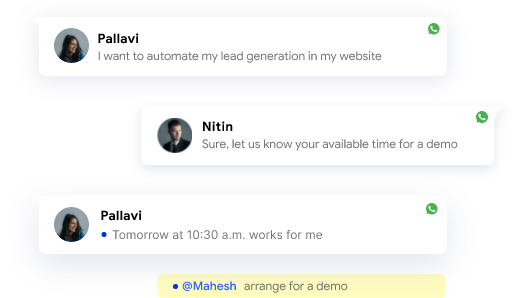 Pallavi
I want to automate my lead generation in my website
Nitin
Sure, let us know your available time for a demo
Pallavi
• Tomorrow at 10:30 a.m. works for me
• @Mahesh arrange for a demo